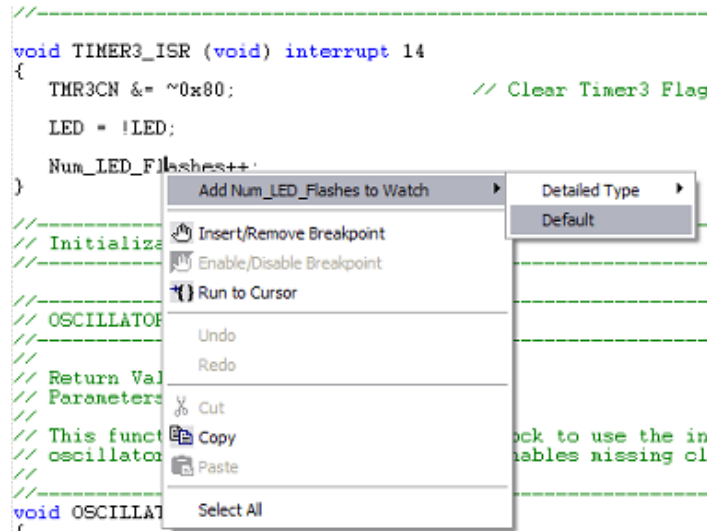 //---------------------------------------------------------------
void TIMER3_ISR (void) interrupt 14
{
TMR3CN &= ~0x80; // Clear Timer3 Flag
LED = !LED;
Num_LED_Flashes++;
}
Add Num_LED_Flashes to Watch
Detailed Type
Default
Insert/Remove Breakpoint
Enable/Disable Breakpoint
Run to Cursor
Undo
Redo
Cut
Copy
Paste
Select All
//---------------------------------------------------------------
// Initializa
//---------------------------------------------------------------
//---------------------------------------------------------------
// OSCILLATOR
//---------------------------------------------------------------
//
// Return Val
// Parameters
//
// This funct ock to use the in
// oscillator nables missing cl
//
//---------------------------------------------------------------
void OSCILLAT
{